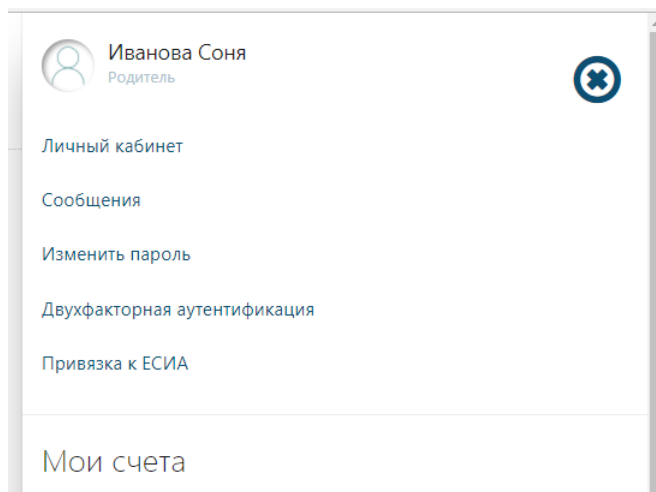 Иванова Соня
Родитель
Личный кабинет
Сообщения
Изменить пароль
Двухфакторная аутентификация
Привязка к ЕСИА
Мои счета